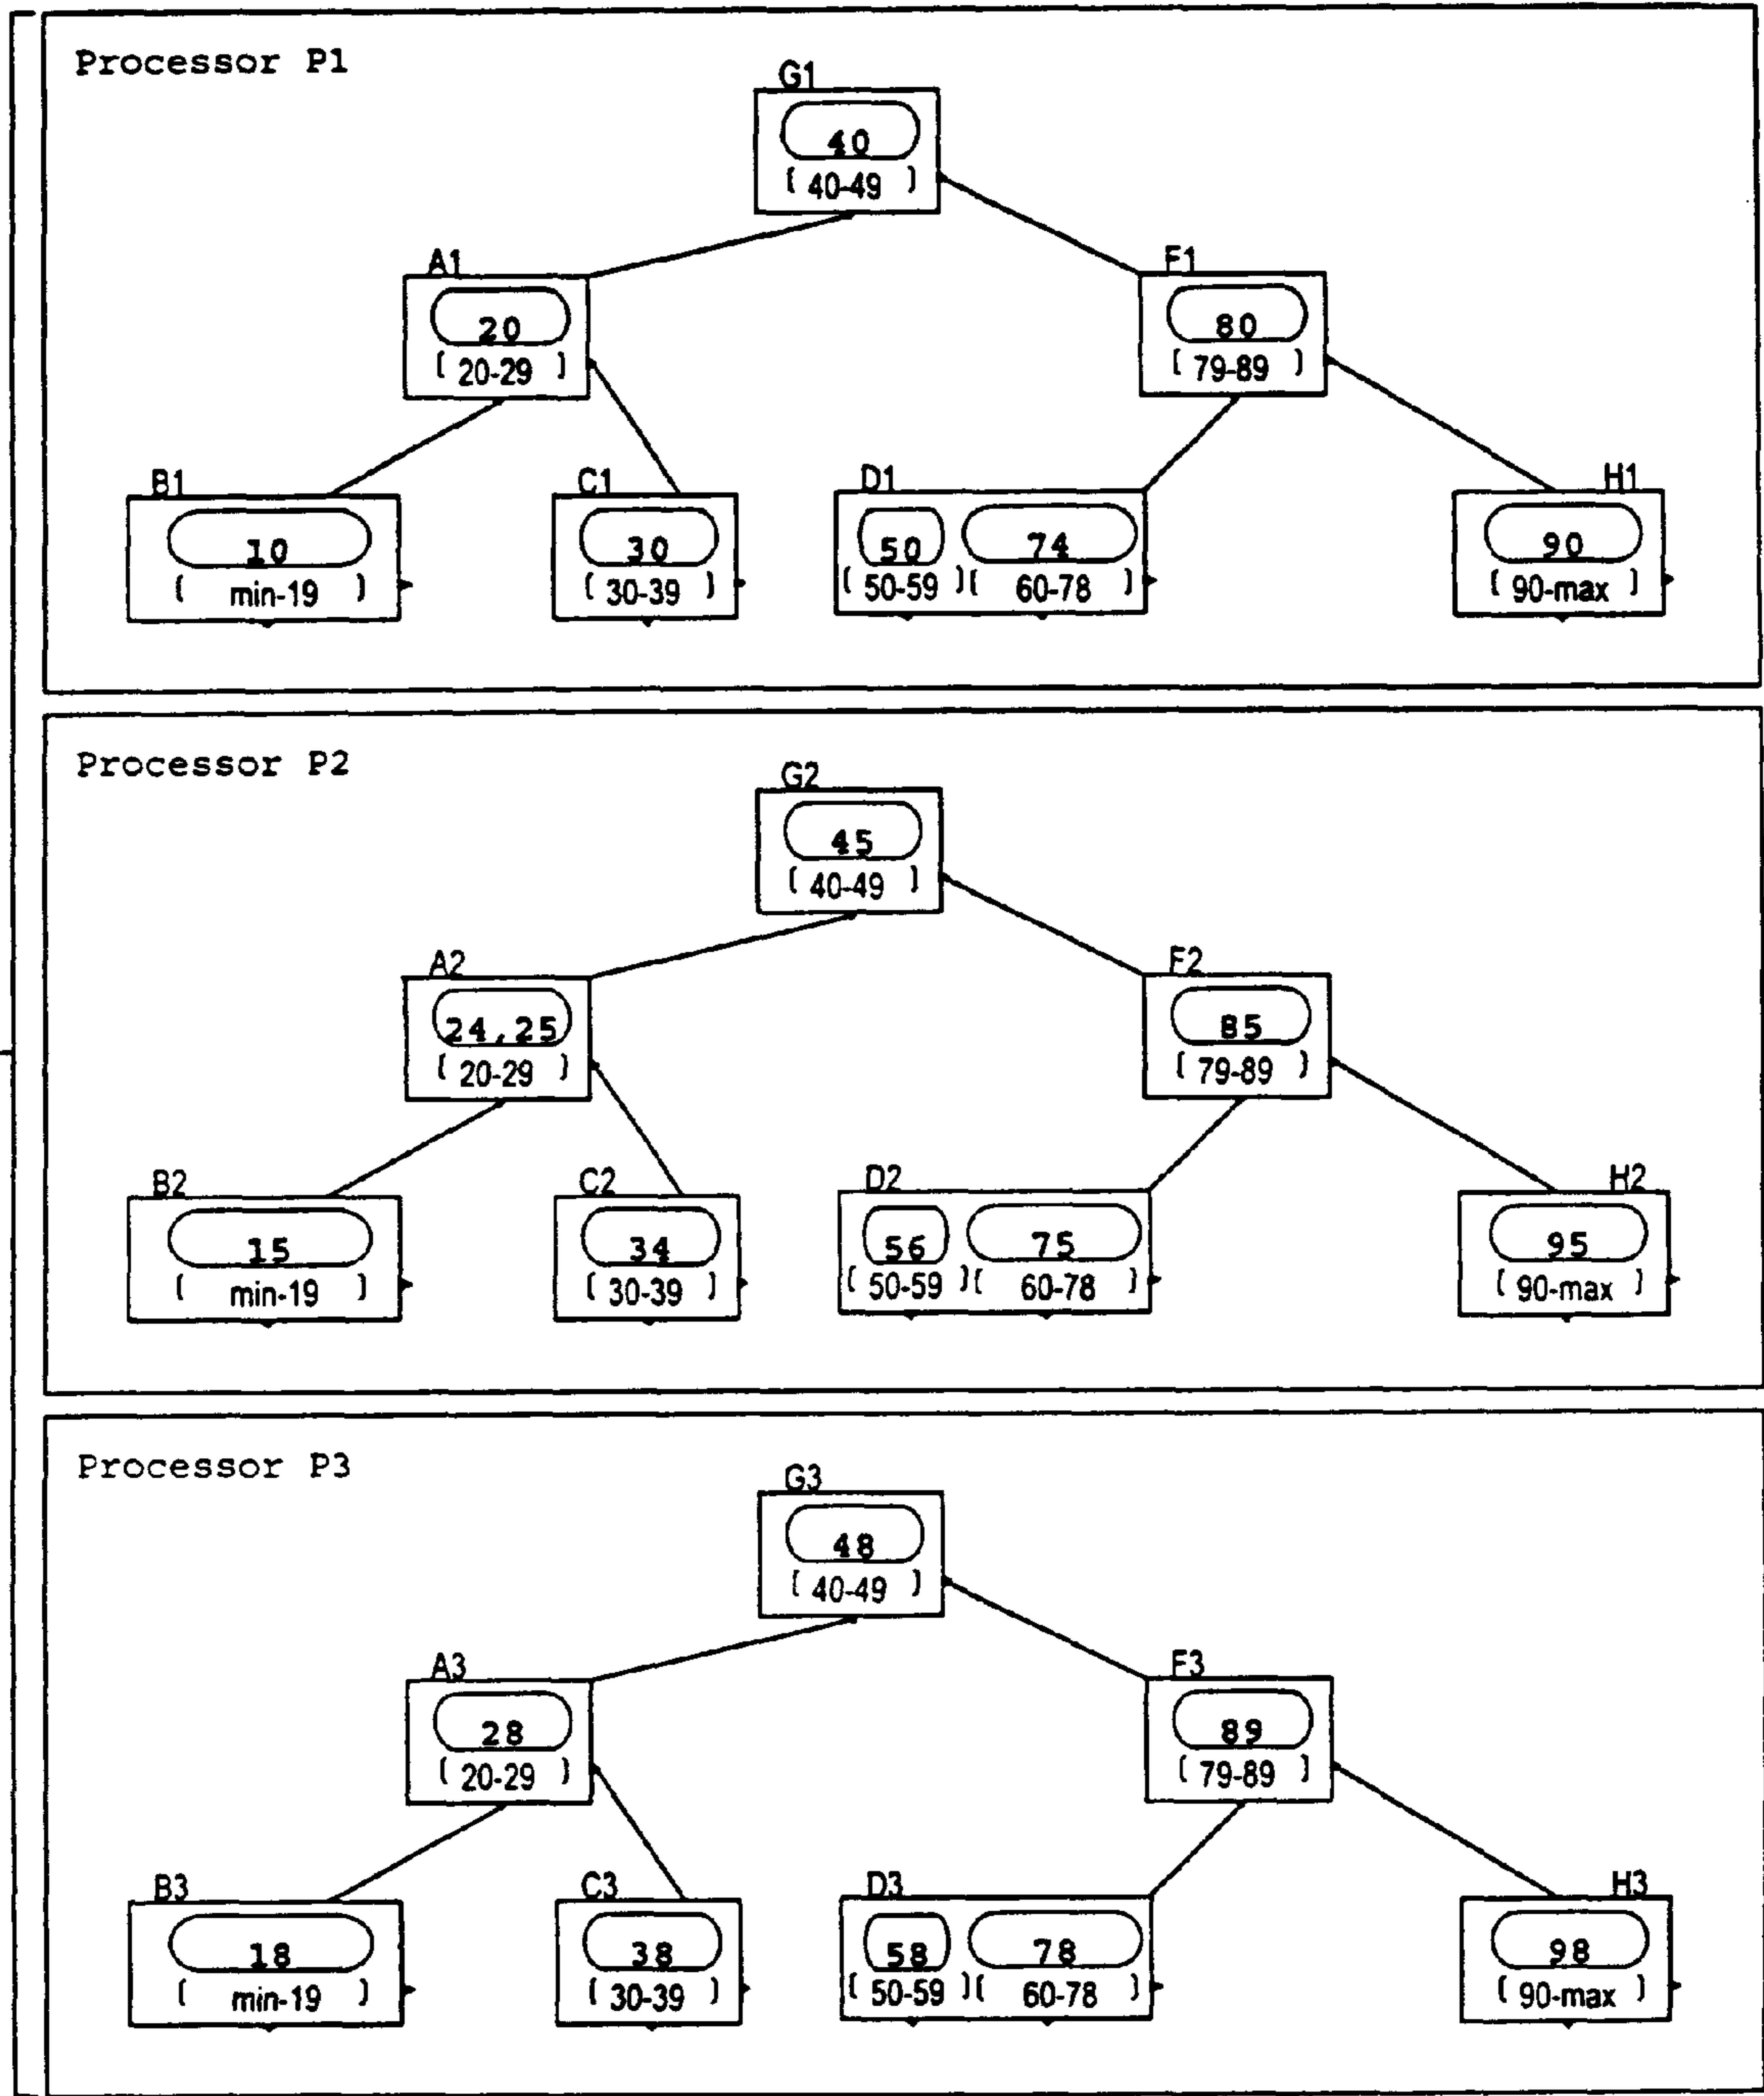 Processor P1
G1
40
[ 40-49 ]
A1
F1
20
80
[ 20-29 ]
[ 79-89 ]
B1
C1
D1
H1
10
30
50
74
90
[ min-19 ]
[ 30-39 ]
[ 50-59 ][ 60-78 ]
[ 90-max ]
Processor P2
G2
45
[ 40-49 ]
A2
F2
24,25
85
[ 20-29 ]
[ 79-89 ]
B2
C2
D2
H2
15
34
56
75
95
[ min-19 ]
[ 30-39 ]
[ 50-59 ][ 60-78 ]
[ 90-max ]
Processor P3
G3
48
[ 40-49 ]
A3
F3
28
89
[ 20-29 ]
[ 79-89 ]
B3
C3
D3
H3
18
38
58
78
98
[ min-19 ]
[ 30-39 ]
[ 50-59 ][ 60-78 ]
[ 90-max ]